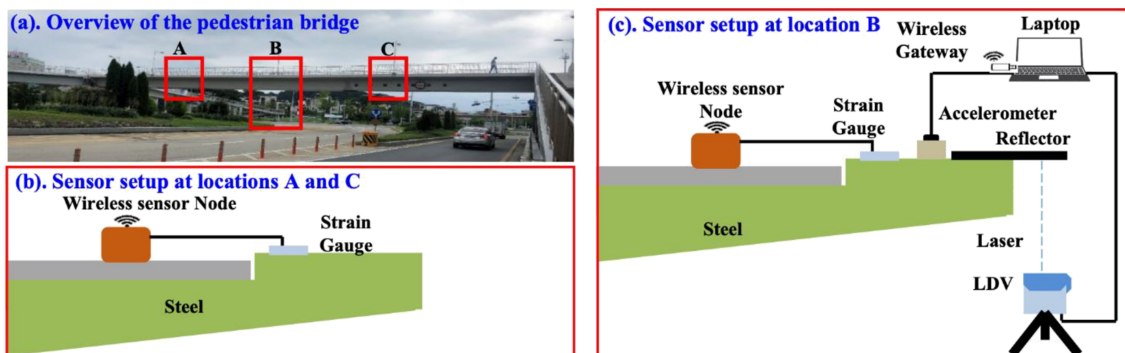 (a). Overview of the pedestrian bridge
A
B
C
(b). Sensor setup at locations A and C
Wireless sensor Node
Strain
Gauge
Steel
(c). Sensor setup at location B
Wireless
Gateway
Laptop
Wireless sensor
Node
Strain
Gauge
Accelerometer
Reflector
Steel
Laser
LDV